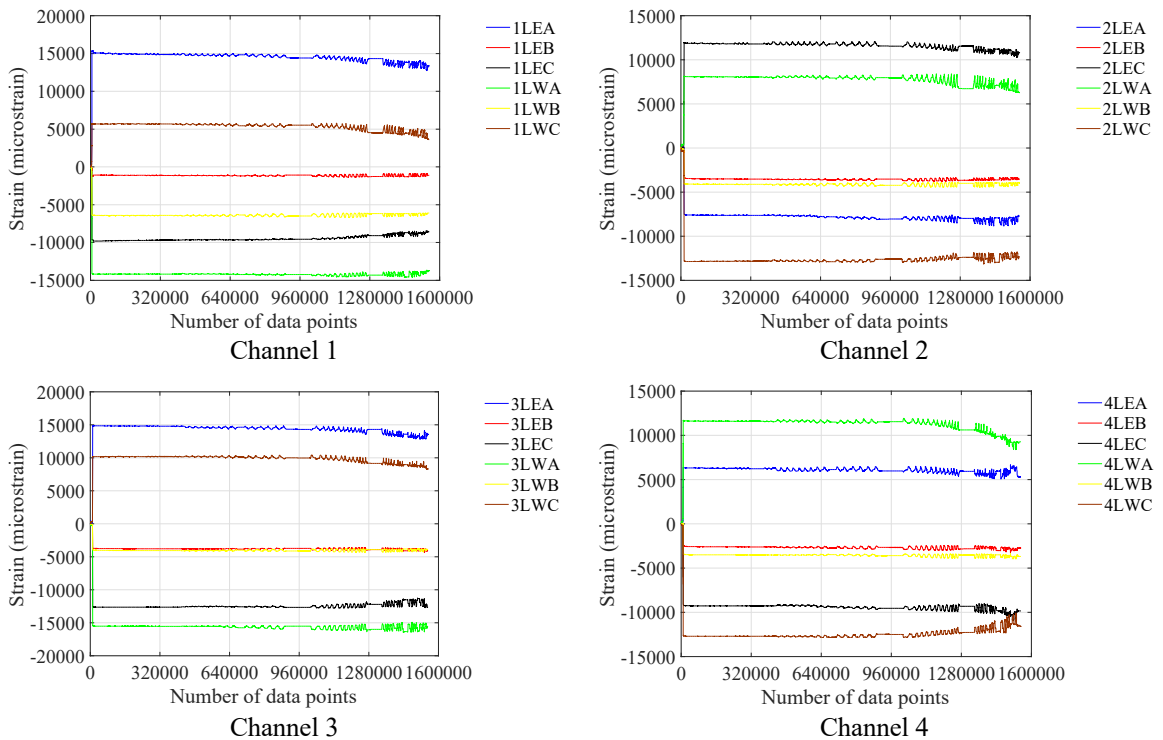 20000
15000
10000
5000
0
-5000
-10000
-15000
Strain (microstrain)
0 320000 640000 960000 1280000 1600000
Number of data points
1LEA
1LEB
1LEC
1LWA
1LWB
1LWC
Channel 1
15000
10000
5000
0
-5000
-10000
-15000
Strain (microstrain)
0 320000 640000 960000 1280000 1600000
Number of data points
2LEA
2LEB
2LEC
2LWA
2LWB
2LWC
Channel 2
20000
15000
10000
5000
0
-5000
-10000
-15000
-20000
Strain (microstrain)
0 320000 640000 960000 1280000 1600000
Number of data points
3LEA
3LEB
3LEC
3LWA
3LWB
3LWC
Channel 3
15000
10000
5000
0
-5000
-10000
-15000
Strain (microstrain)
0 320000 640000 960000 1280000 1600000
Number of data points
4LEA
4LEB
4LEC
4LWA
4LWB
4LWC
Channel 4